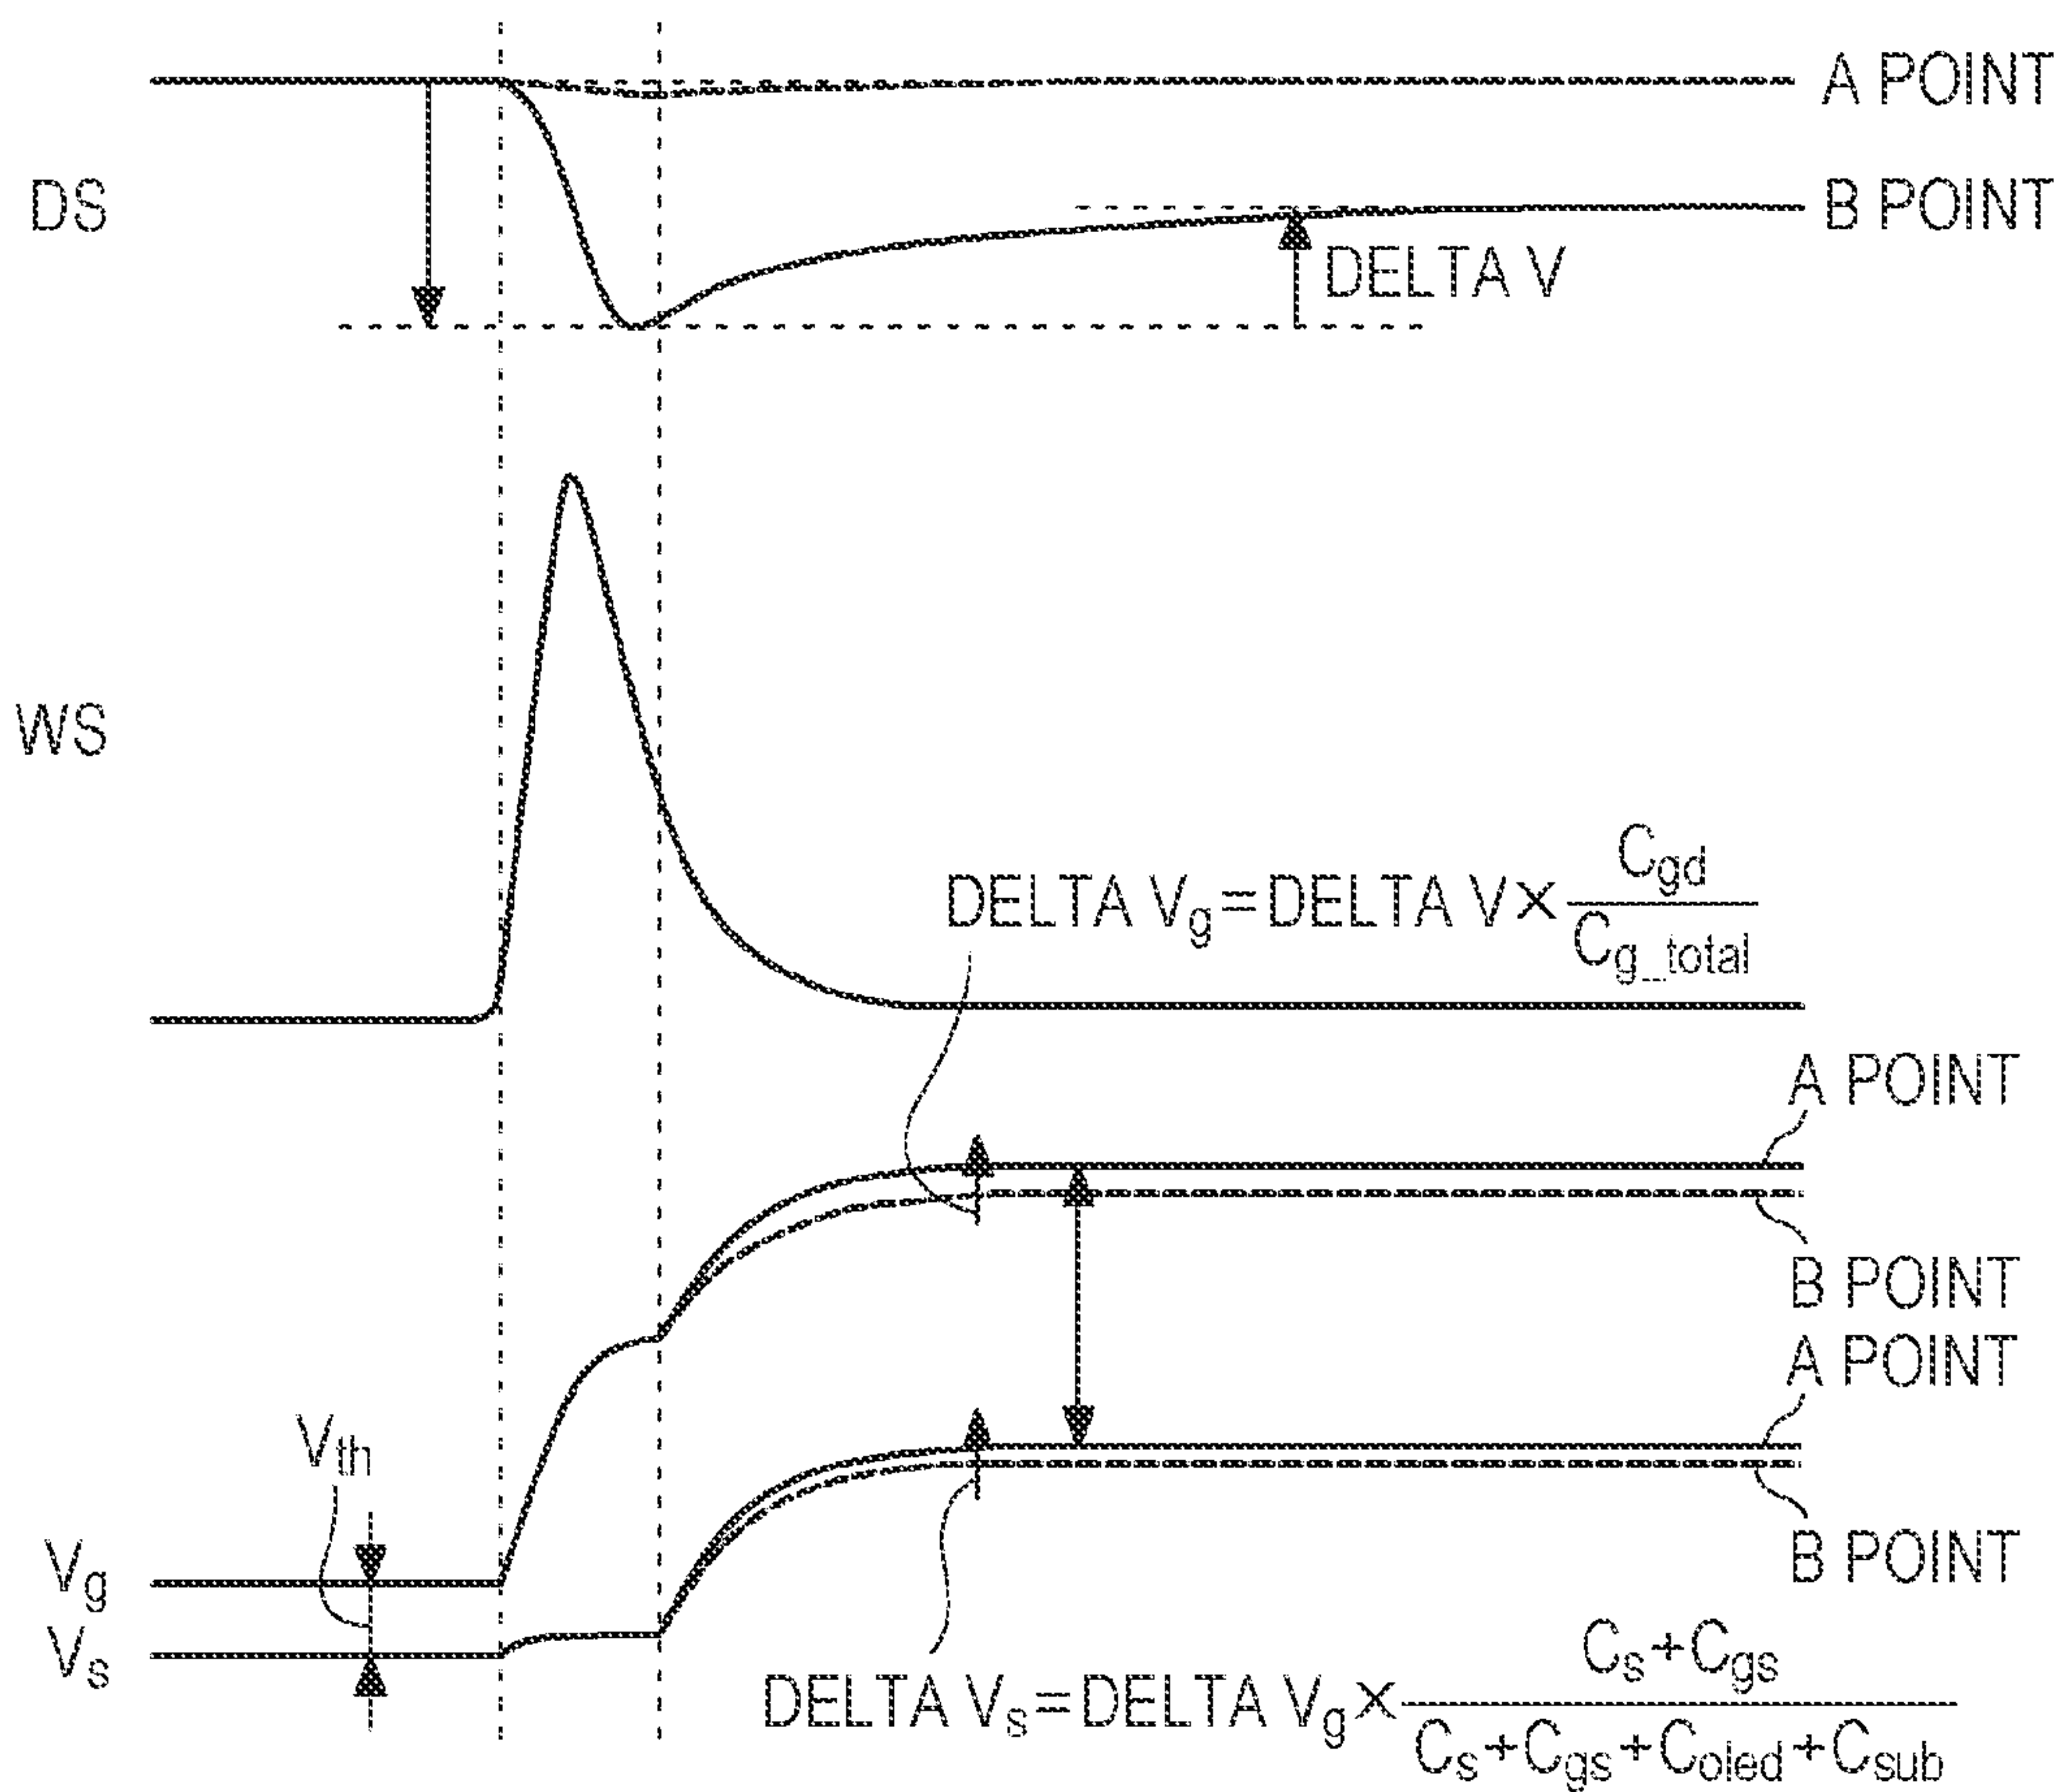 A POINT
DS
B POINT
DELTA V
WS
DELTA Vg=DELTA V×Cgd/Cg_total
A POINT
B POINT
A POINT
Vth
B POINT
Vg
Vs
DELTA Vs=DELTA Vg×Cs+Cgs/Cs+Cgs+Coled+Csub